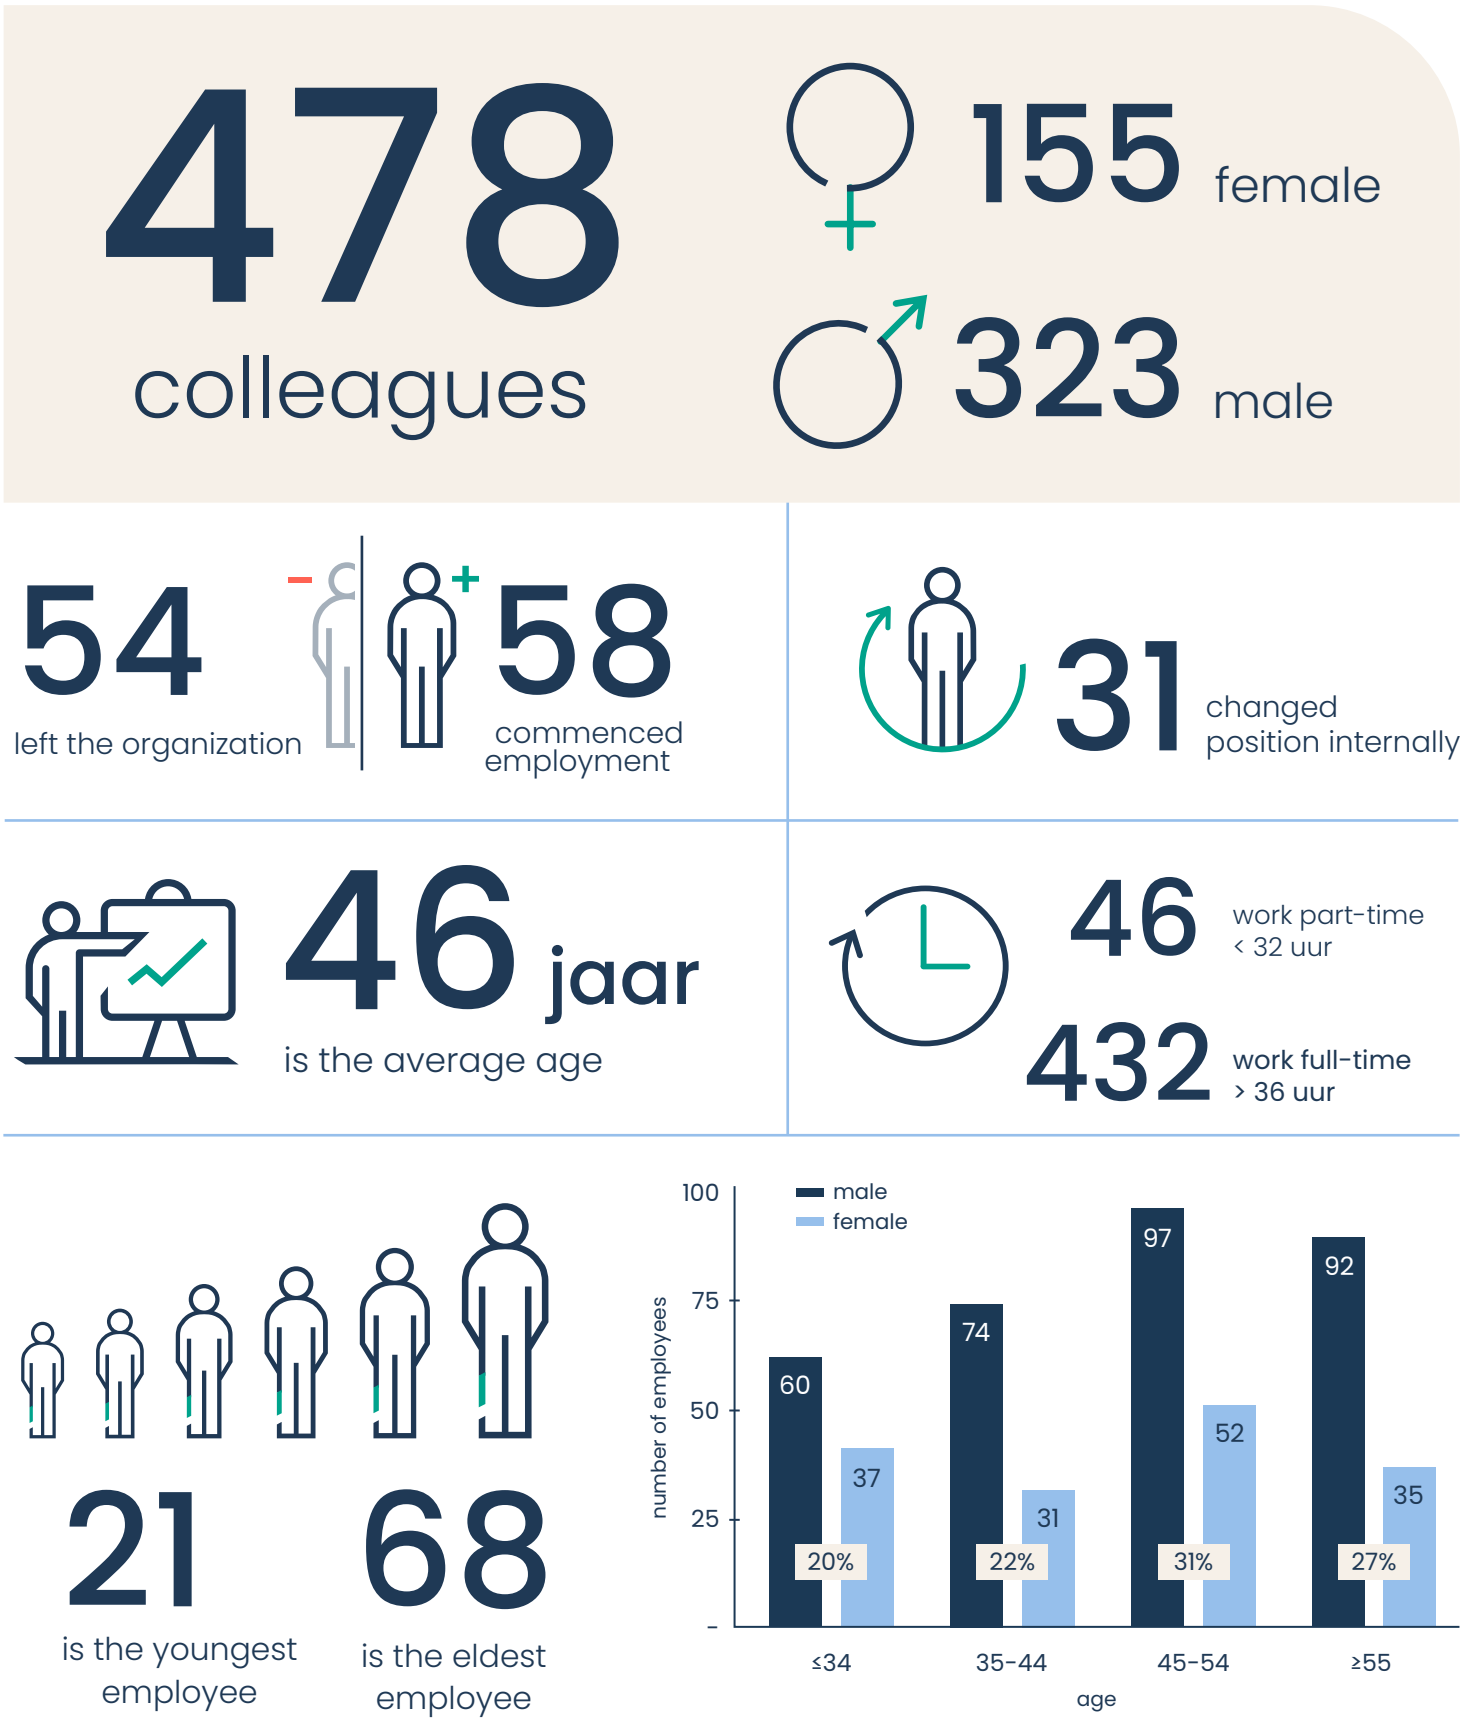 478
colleagues
155 female
323 male
54
left the organization
58
commenced
employment
31
changed
position internally
46 jaar
is the average age
46
work part-time
< 32 uur
432
work full-time
> 36 uur
21
is the youngest
employee
68
is the eldest
employee
male
female
number of employees
100
75
50
25
-
60
37
20%
74
31
22%
97
52
31%
92
35
27%
≤34
35-44
45-54
≥55
age